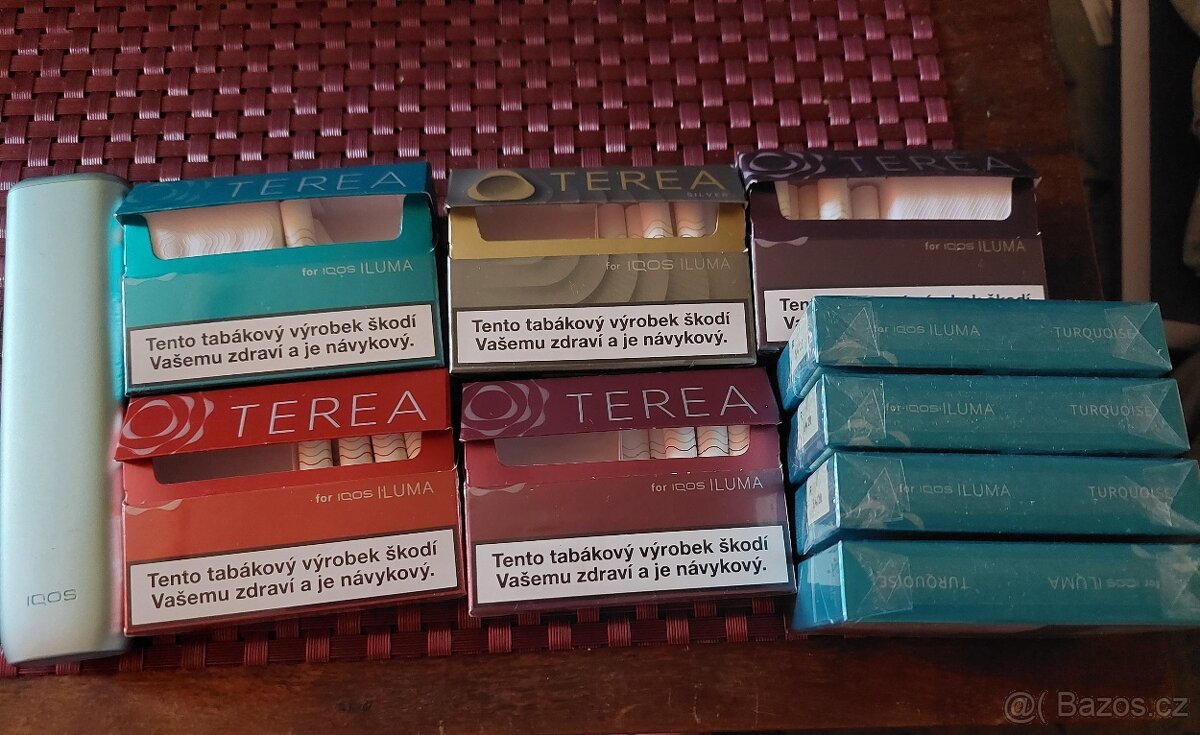 TEREA
for IQOS ILUMA
Tento tabákový výrobek škodí
Vašemu zdraví a je návykový.
TEREA
SILVER
for IQOS ILUMA
Tento tabákový výrobek škodí
Vašemu zdraví a je návykový.
TEREA
for IQOS ILUMA
TEREA
for IQOS ILUMA
Tento tabákový výrobek škodí
Vašemu zdraví a je návykový.
TEREA
for IQOS ILUMA
Tento tabákový výrobek škodí
Vašemu zdraví a je návykový.
for IQOS ILUMA TURQUOISE
for IQOS ILUMA TURQUOISE
for IQOS ILUMA TURQUOISE
for IQOS ILUMA TURQUOISE
IQOS
@( Bazos.cz